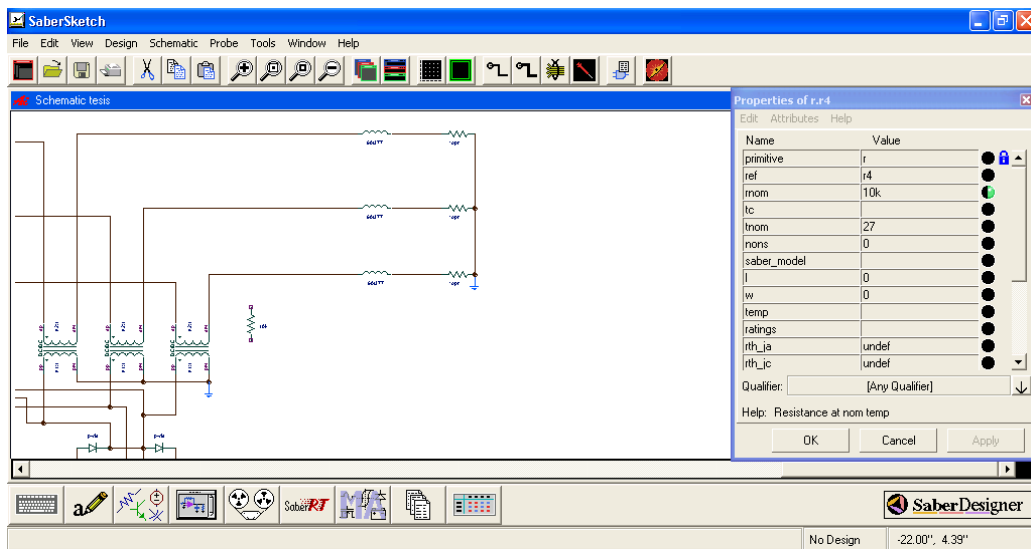 SaberSketch
File Edit View Design Schematic Probe Tools Window Help
Schematic tesis
Properties of r.r4
Edit Attributes Help
Name Value
primitive r
ref r4
rnom 10k
tc
tnom 27
nons 0
saber_model
l 0
w 0
temp
ratings
rth_ja undef
rth_jc undef
Qualifier: [Any Qualifier]
Help: Resistance at nom temp
OK Cancel Apply
10k
a
SaberRT
MA
SaberDesigner
No Design -22.00", 4.39"